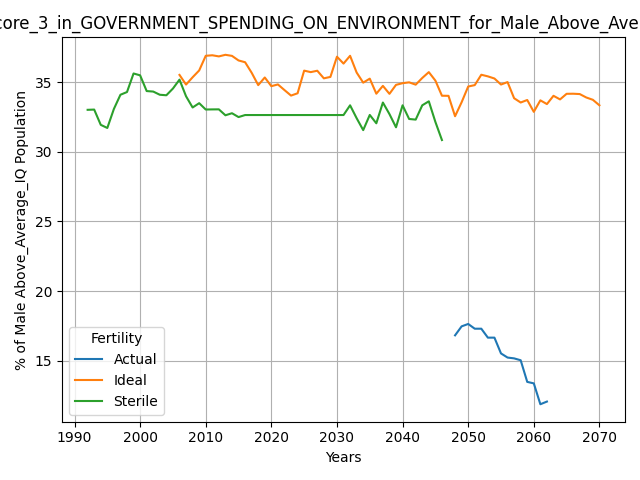 core_3_in_GOVERNMENT_SPENDING_ON_ENVIRONMENT_for_Male_Above_Ave
% of Male Above_Average_IQ Population
35
30
25
20
15
Fertility
Actual
Ideal
Sterile
1990 2000 2010 2020 2030 2040 2050 2060 2070
Years